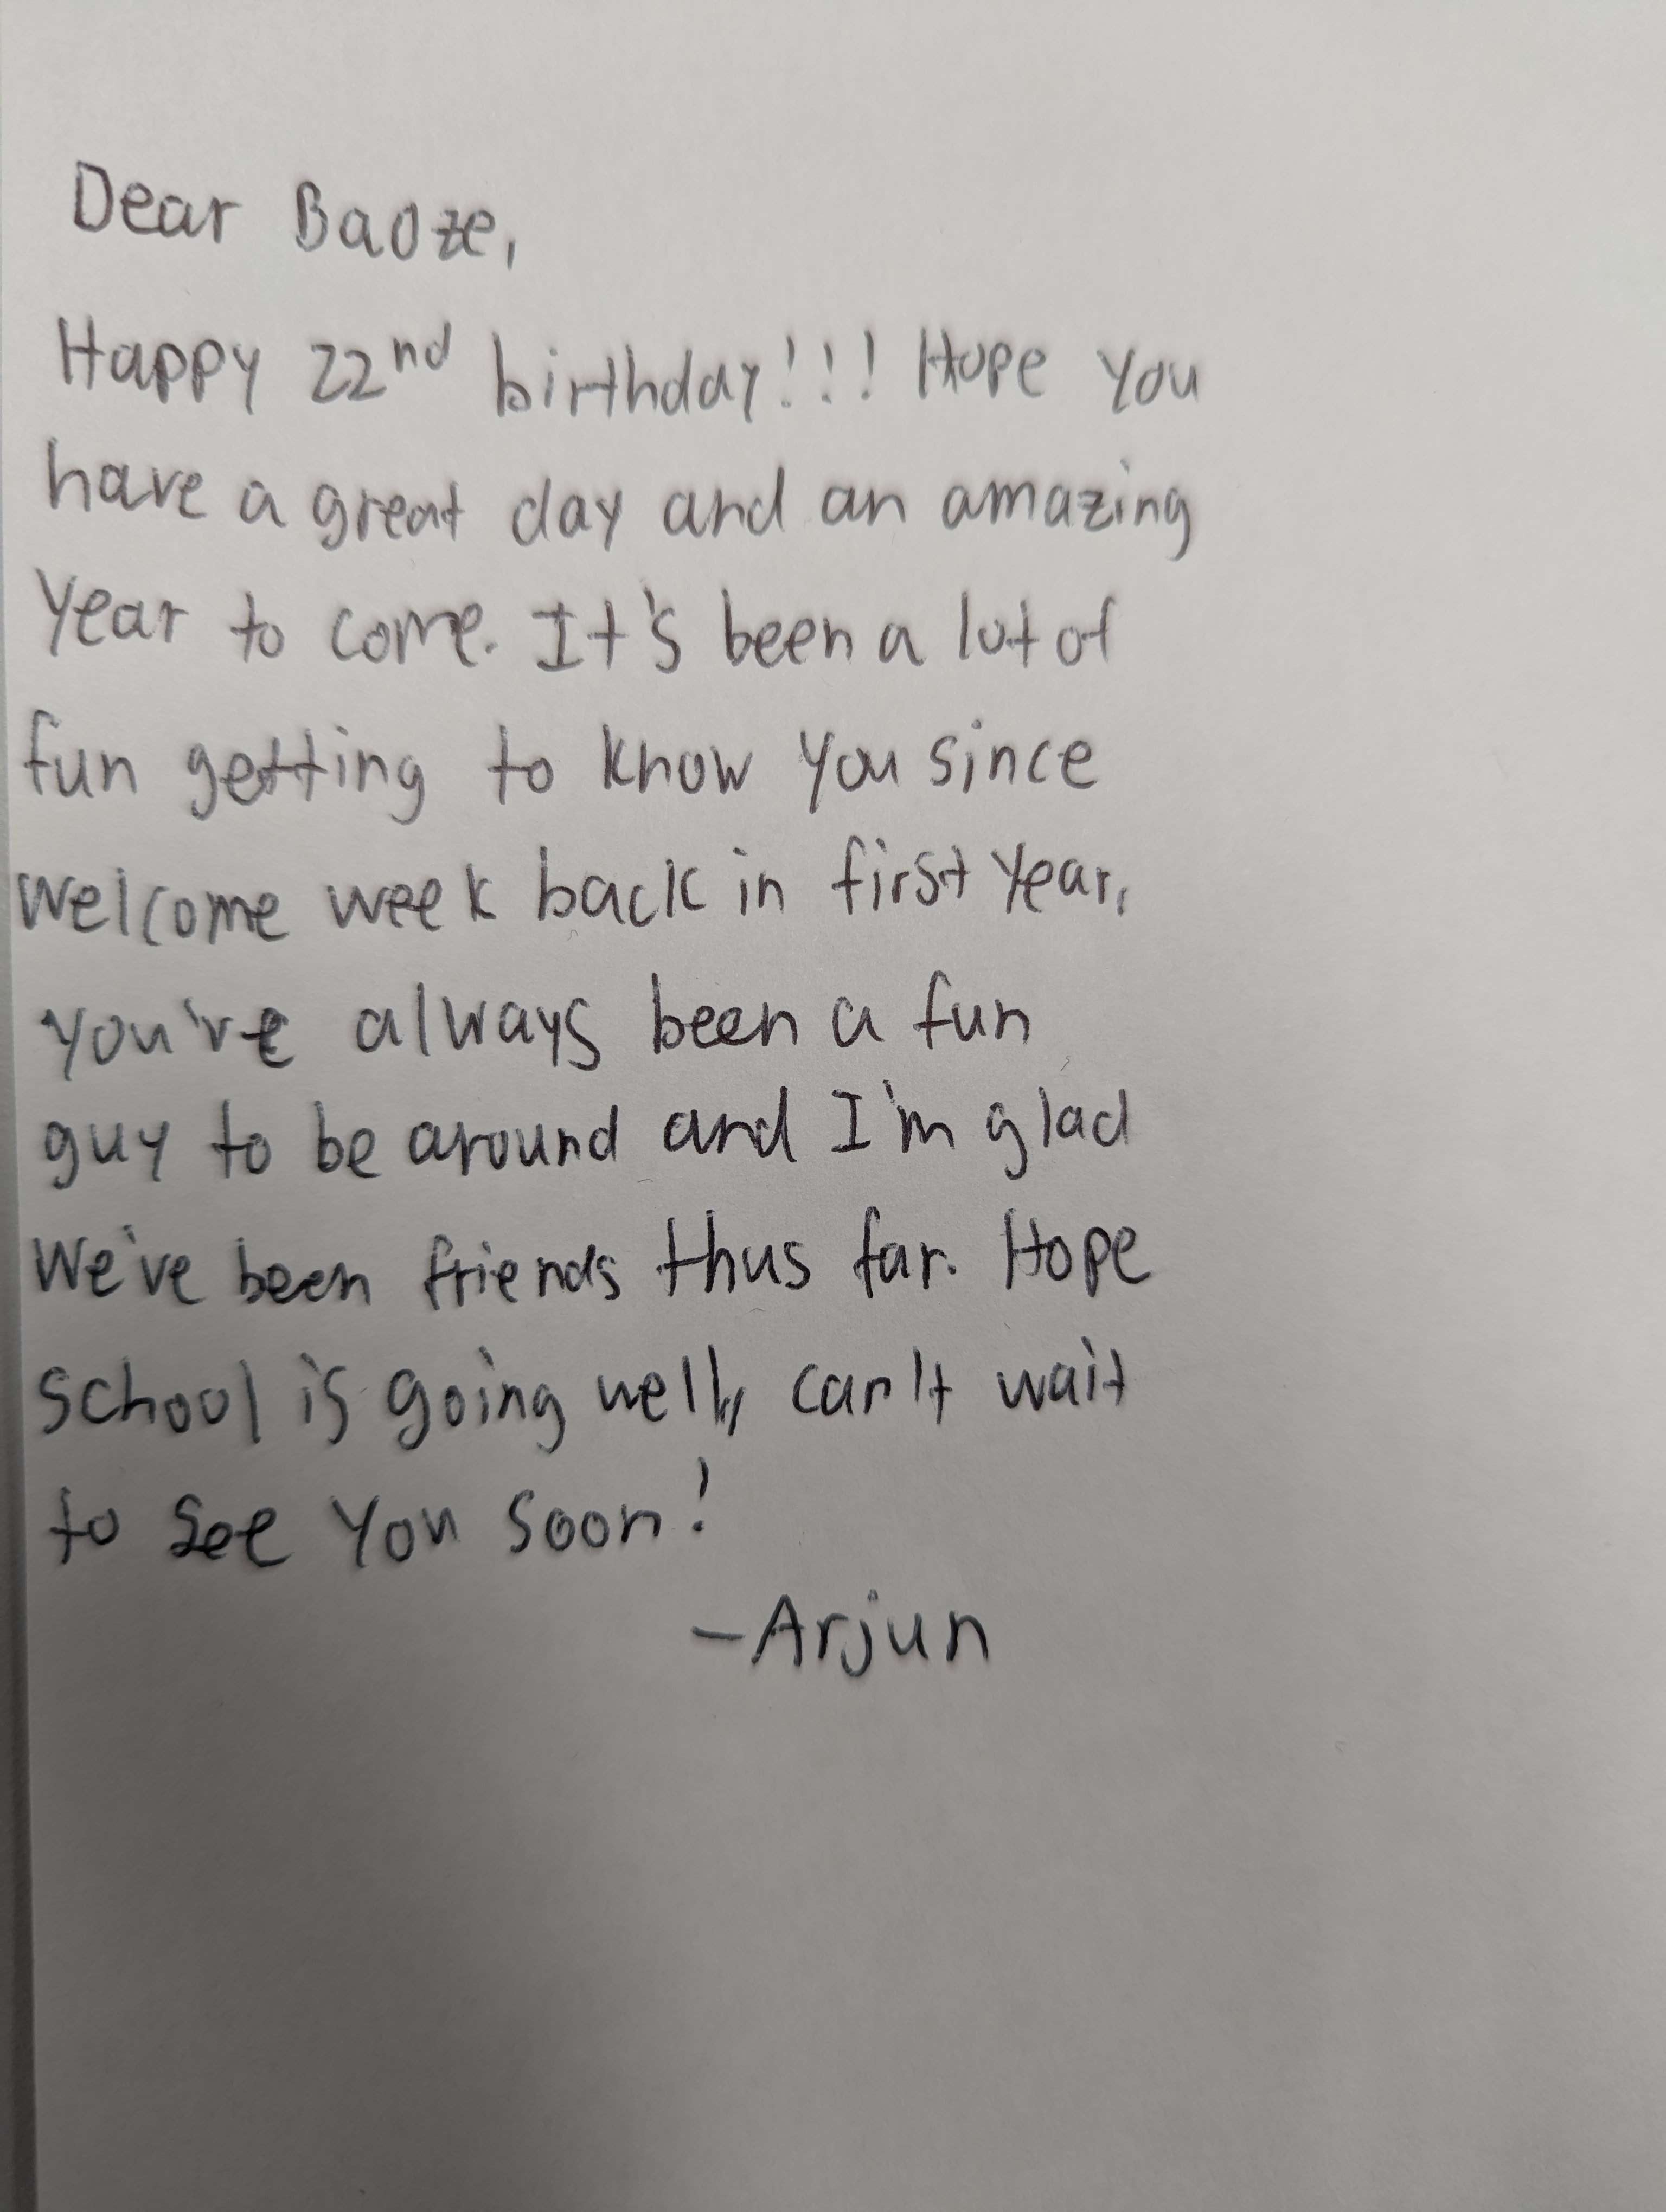 Dear Baoze,
Happy 22nd birthday!!! Hope you
have a great day and an amazing
year to come. It's been a lot of
fun getting to know you since
welcome week back in first year,
you've always been a fun
guy to be around and I'm glad
We've been friends thus far. Hope
school is going well, can't wait
to see you soon!
-Arjun